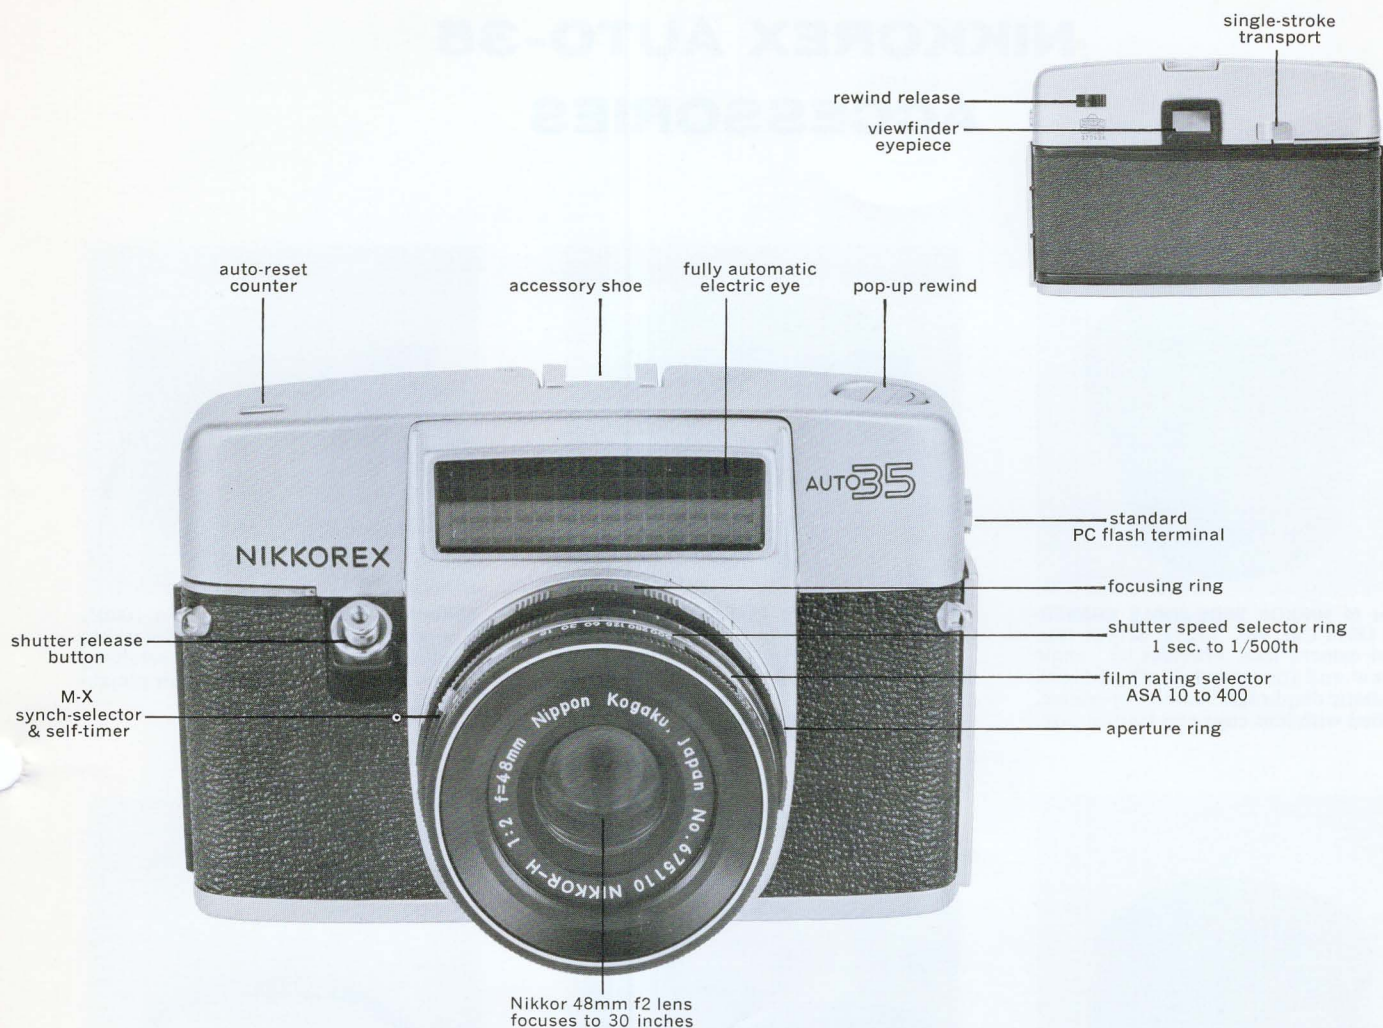 single-stroke
transport
rewind release
viewfinder
eyepiece
auto-reset
counter
accessory shoe
fully automatic
electric eye
pop-up rewind
AUTO 35
NIKKOREX
standard
PC flash terminal
focusing ring
shutter speed selector ring
1 sec. to 1/500th
film rating selector
ASA 10 to 400
aperture ring
shutter release
button
M-X
synch-selector
& self-timer
NIKKOR-H 1:2 f=48mm Nippon Kogaku, Japan No.675110
Nikkor 48mm f2 lens
focuses to 30 inches